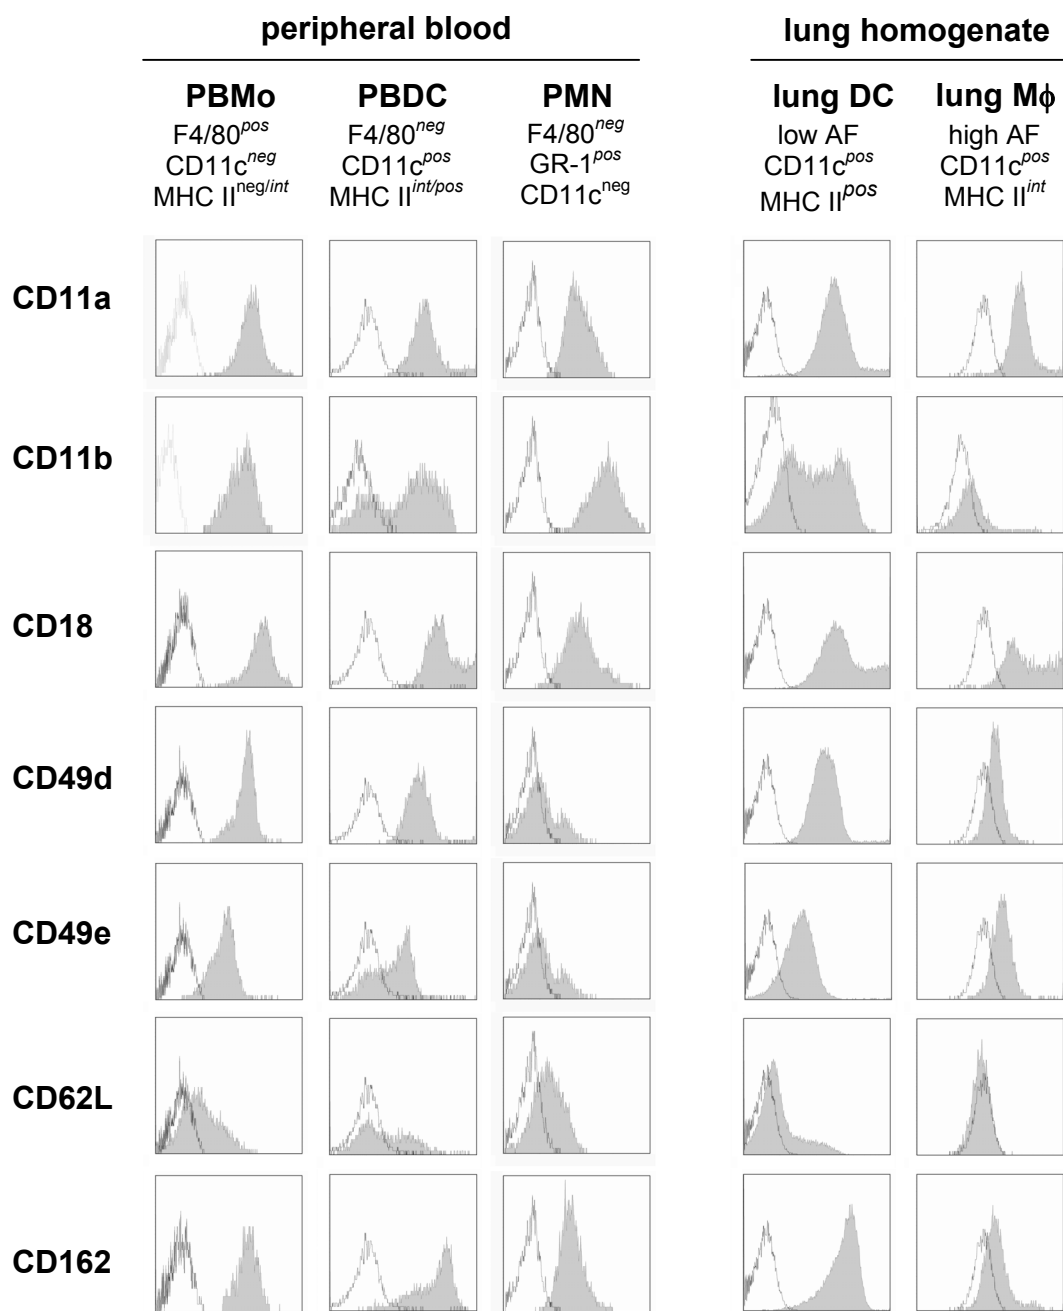 peripheral blood lung homogenate
PBMo PBDC PMN lung DC lung Mϕ
F4/80pos F4/80neg F4/80neg low AF high AF
CD11cneg CD11cpos GR-1pos CD11cpos CD11cpos
MHC IIneg/int MHC IIint/pos CD11cneg MHC IIpos MHC IIint
CD11a
CD11b
CD18
CD49d
CD49e
CD62L
CD162